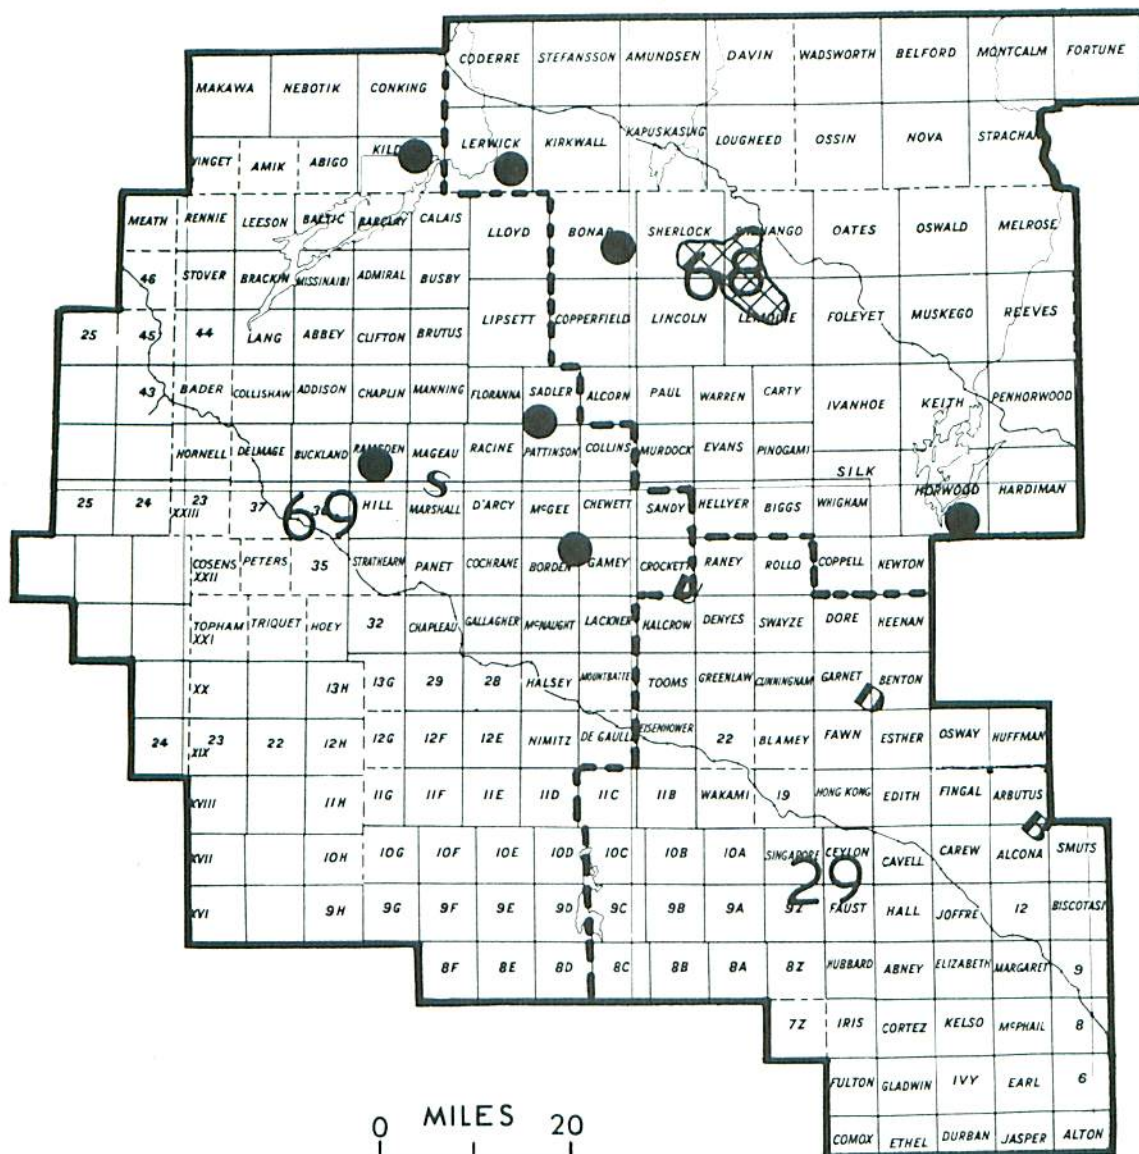 CODERRE STEFANSSON AMUNDSEN DAVIN WADSWORTH BELFORD MONTCALM FORTUNE
MAKAWA NEBOTIK CONKING
LERWICK KIRKWALL KAPUSKASING LOUGHEED OSSIN NOVA STRACHAN
VINGET AMIK ABIGO KILD
MEATH RENNIE LEESON BALTIC BARCLAY CALAIS LLOYD BONAR SHERLOCK OATES OSWALD MELROSE
46 STOVER BRACKIN MISSINAIBI ADMIRAL BUSBY
68
25 45 44 LANG ABBEY CLIFTON BRUTUS LIPSETT COPPERFIELD LINCOLN LEMOINE FOLEYET MUSKEGO REEVES
43 BADER COLLISHAW ADDISON CHAPLIN MANNING FLORANNA SADLER ALCORN PAUL WARREN CARTY IVANHOE KEITH PENHORWOOD
HORNELL DELMAGE BUCKLAND RAMSDEN MAGEAU RACINE PATTINSON COLLINS MURDOCK EVANS PINOGAMI SILK
S
25 24 23 XXIII 37 HILL MARSHALL D'ARCY McGEE CHEWETT SANDY HELLYER BIGGS WHIGHAM HORWOOD HARDIMAN
69
COSENS XXII PETERS 35 STRATHEARM PANET COCHRANE BORDEN GAMEY CROCKETT RANEY ROLLO COPPELL NEWTON
TOPHAM XXI TRIQUET HOEY 32 CHAPLEAU GALLAGHER McNAUGHT LACKNER HALCROW DENYES SWAYZE DORE HEENAN
XX 13H 13G 29 28 HALSEY MOUNTBATTE TOOMS GREENLAW CUNNINGHAM GARNET BENTON
D
24 23 XIX 22 12H 12G 12F 12E NIMITZ DE GAULL EISENHOWER 22 BLAMEY FAWN ESTHER OSWAY HUFFMAN
XVIII 11H 11G 11F 11E 11D 11C 11B WAKAMI 19 HONG KONG EDITH FINGAL ARBUTUS
B
XVII 10H 10G 10F 10E 10D 10C 10B 10A SINGAPORE CEYLON CAVELL CAREW ALCONA SMUTS
29
XVI 9H 9G 9F 9E 9D 9C 9B 9A 9Z FAUST HALL JOFFRE 12 BISCOTASI
8F 8E 8D 8C 8B 8A 8Z HUBBARD ABNEY ELIZABETH MARGARET 9
7Z IRIS CORTEZ KELSO McPHAIL 8
FULTON GLADWIN IVY EARL 6
COMOX ETHEL DURBAN JASPER ALTON
0 MILES 20